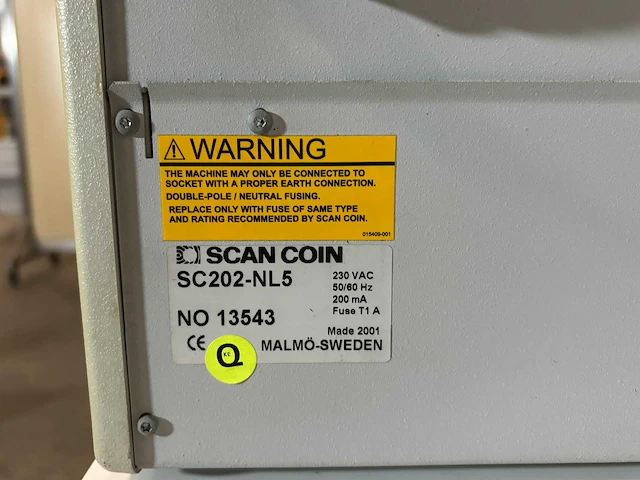 WARNING
THE MACHINE MAY ONLY BE CONNECTED TO
SOCKET WITH A PROPER EARTH CONNECTION.
DOUBLE-POLE / NEUTRAL FUSING.
REPLACE ONLY WITH FUSE OF SAME TYPE
AND RATING RECOMMENDED BY SCAN COIN.
015409-001
SCAN COIN
SC202-NL5
230 VAC
50/60 Hz
200 mA
Fuse T1 A
NO 13543
Made 2001
CE
MALMÖ-SWEDEN
Q